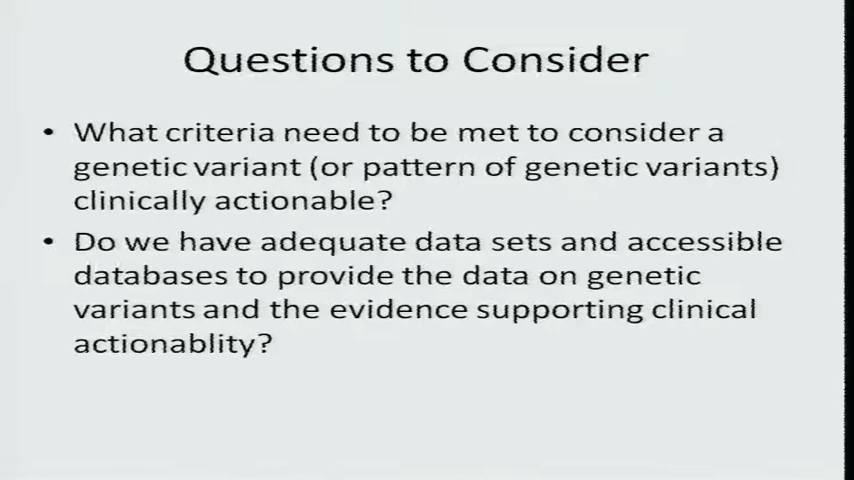 Questions to Consider
• What criteria need to be met to consider a
genetic variant (or pattern of genetic variants)
clinically actionable?
• Do we have adequate data sets and accessible
databases to provide the data on genetic
variants and the evidence supporting clinical
actionablity?